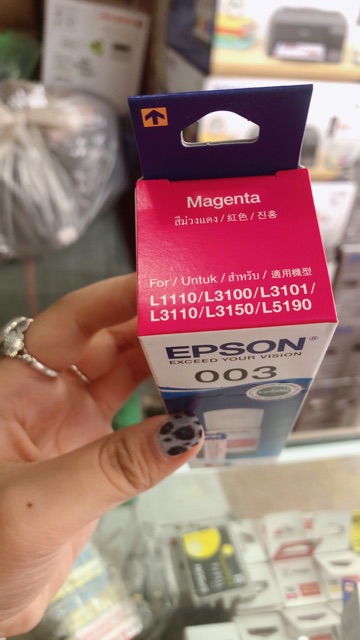 Magenta
สีม่วงแดง / 紅色 / 진홍
For / Untuk / สำหรับ / 適用機型
L1110/L3100/L3101/
L3110/L3150/L5190
EPSON®
EXCEED YOUR VISION
003